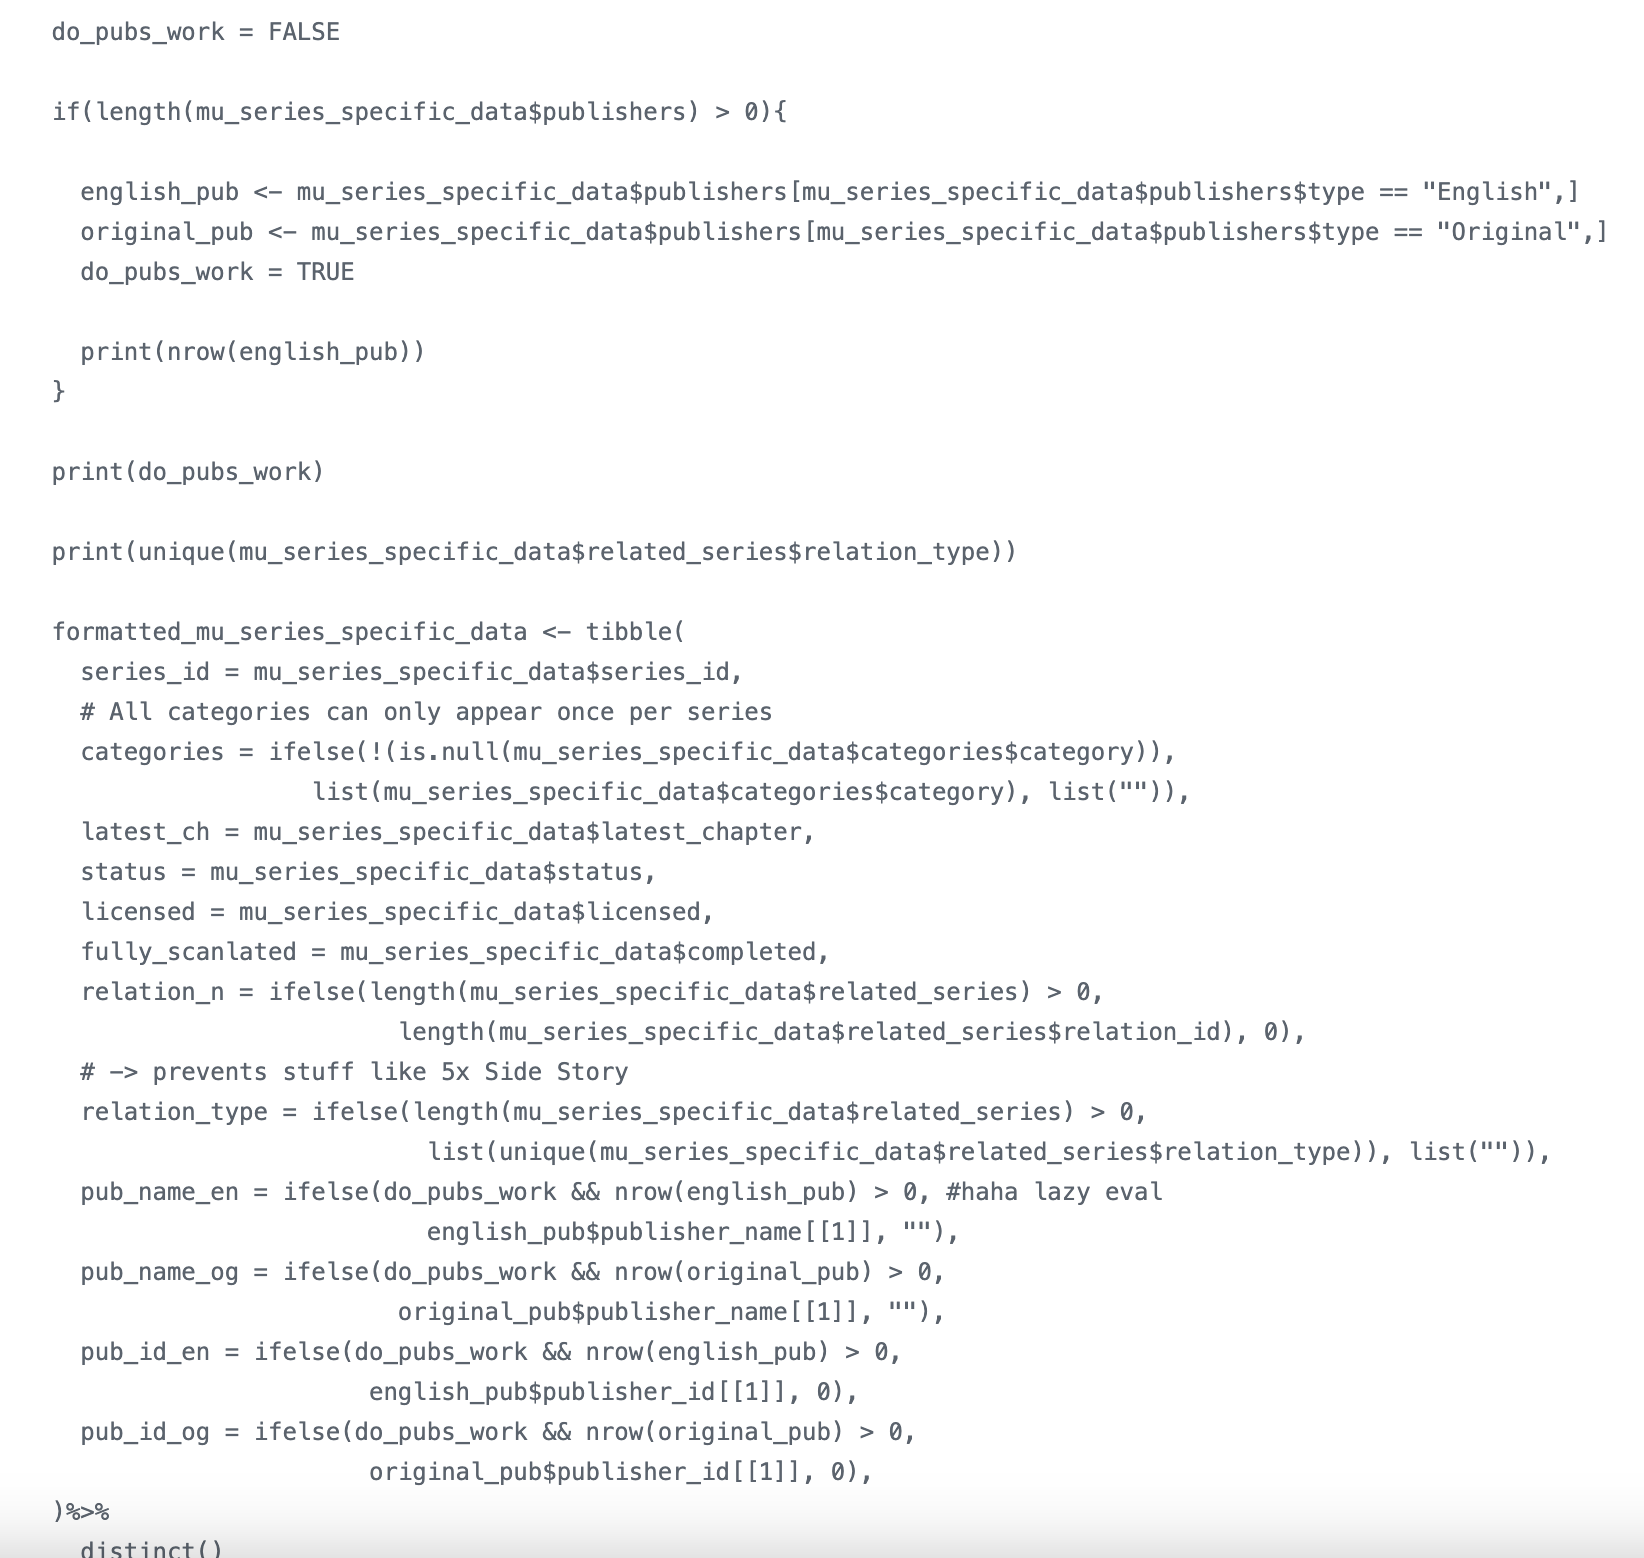 do_pubs_work = FALSE
if(length(mu_series_specific_data$publishers) > 0){
english_pub <- mu_series_specific_data$publishers[mu_series_specific_data$publishers$type == "English",]
original_pub <- mu_series_specific_data$publishers[mu_series_specific_data$publishers$type == "Original",]
do_pubs_work = TRUE
print(nrow(english_pub))
}
print(do_pubs_work)
print(unique(mu_series_specific_data$related_series$relation_type))
formatted_mu_series_specific_data <- tibble(
series_id = mu_series_specific_data$series_id,
# All categories can only appear once per series
categories = ifelse(!(is.null(mu_series_specific_data$categories$category)),
list(mu_series_specific_data$categories$category), list("")),
latest_ch = mu_series_specific_data$latest_chapter,
status = mu_series_specific_data$status,
licensed = mu_series_specific_data$licensed,
fully_scanlated = mu_series_specific_data$completed,
relation_n = ifelse(length(mu_series_specific_data$related_series) > 0,
length(mu_series_specific_data$related_series$relation_id), 0),
# -> prevents stuff like 5x Side Story
relation_type = ifelse(length(mu_series_specific_data$related_series) > 0,
list(unique(mu_series_specific_data$related_series$relation_type)), list("")),
pub_name_en = ifelse(do_pubs_work && nrow(english_pub) > 0, #haha lazy eval
english_pub$publisher_name[[1]], ""),
pub_name_og = ifelse(do_pubs_work && nrow(original_pub) > 0,
original_pub$publisher_name[[1]], ""),
pub_id_en = ifelse(do_pubs_work && nrow(english_pub) > 0,
english_pub$publisher_id[[1]], 0),
pub_id_og = ifelse(do_pubs_work && nrow(original_pub) > 0,
original_pub$publisher_id[[1]], 0),
)%>%
distinct()